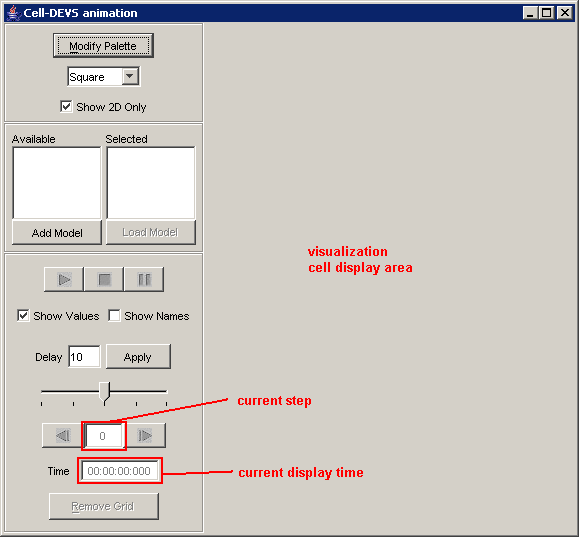 Cell-DEVS animation
Modify Palette
Square
Show 2D Only
Available Selected
Add Model Load Model
visualization
cell display area
Show Values Show Names
Delay 10 Apply
current step
0
Time 00:00:00:000
current display time
Remove Grid